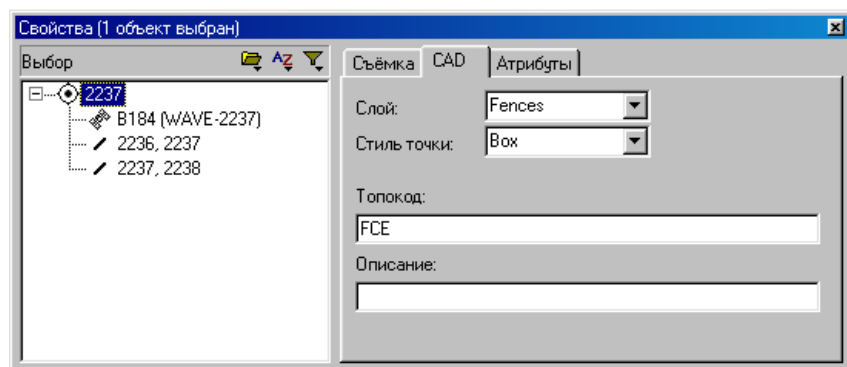 Свойства (1 объект выбран)
Выбор
2237
B184 (WAVE-2237)
2236, 2237
2237, 2238
Съёмка CAD Атрибуты
Слой: Fences
Стиль точки: Box
Топокод:
FCE
Описание: